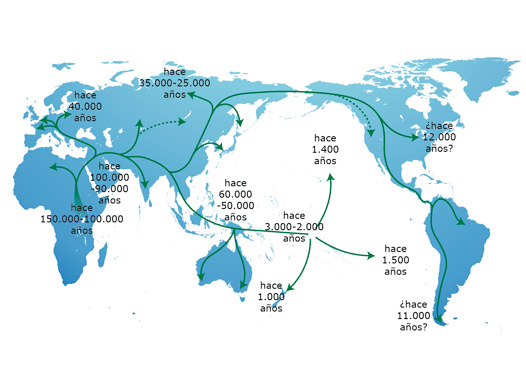 hace
40.000
años
hace
35.000-25.000
años
¿hace
12.000
años?
hace
1.400
años
hace
100.000
-90.000
años
hace
150.000-100.000
años
hace
60.000
-50.000
años
hace
3.000-2.000
años
hace
1.500
años
hace
1.000
años
¿hace
11.000
años?